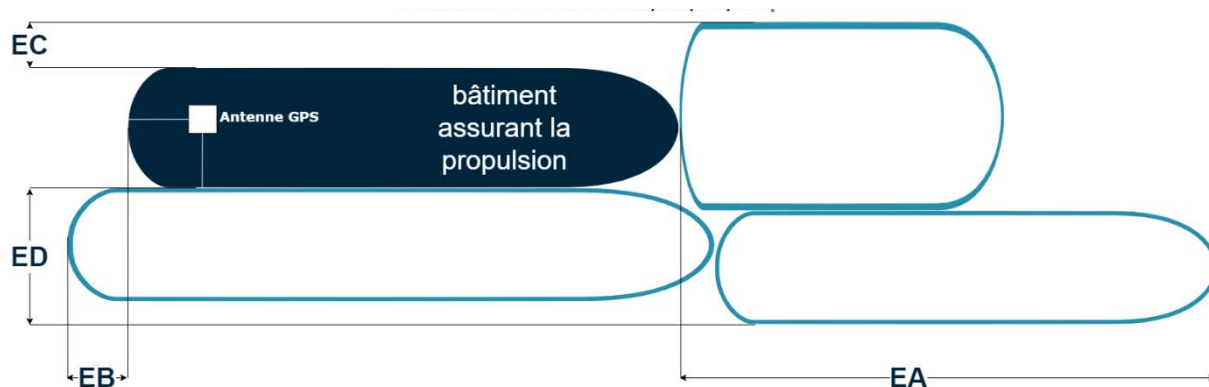 EC
Antenne GPS
bâtiment
assurant la
propulsion
ED
EB
EA